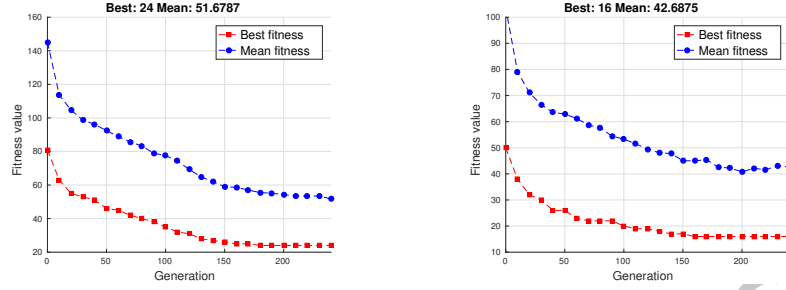 Best: 24 Mean: 51.6787
160
140
120
100
80
60
40
20
Fitness value
Best fitness
Mean fitness
0
50
100
150
200
Generation
Best: 16 Mean: 42.6875
100
90
80
70
60
50
40
30
20
10
Fitness value
Best fitness
Mean fitness
0
50
100
150
200
Generation